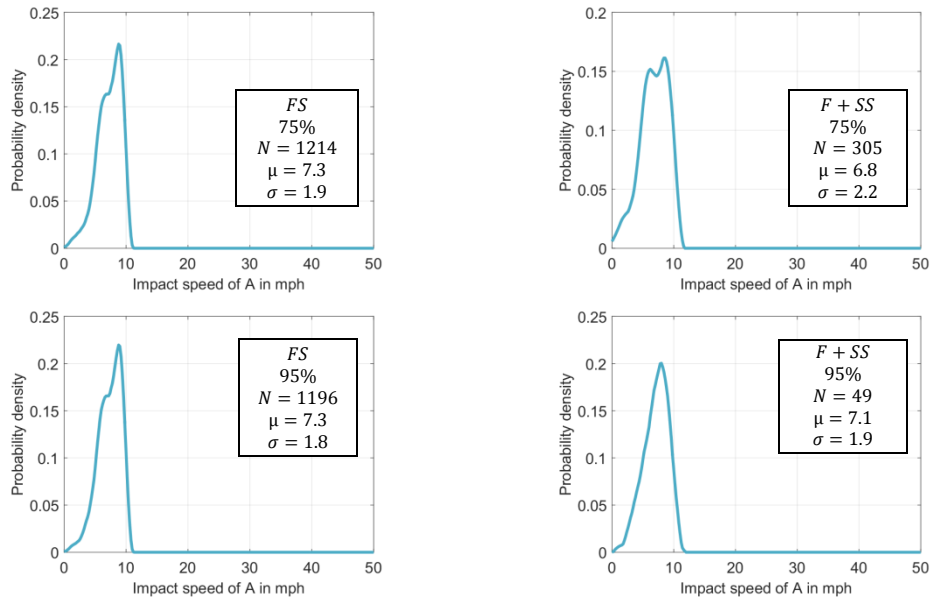 0.25
0.2
0.15
0.1
0.05
0
0 10 20 30 40 50
Probability density
Impact speed of A in mph
FS
75%
N = 1214
μ = 7.3
σ = 1.9
0.2
0.15
0.1
0.05
0
0 10 20 30 40 50
Probability density
Impact speed of A in mph
F + SS
75%
N = 305
μ = 6.8
σ = 2.2
0.25
0.2
0.15
0.1
0.05
0
0 10 20 30 40 50
Probability density
Impact speed of A in mph
FS
95%
N = 1196
μ = 7.3
σ = 1.8
0.25
0.2
0.15
0.1
0.05
0
0 10 20 30 40 50
Probability density
Impact speed of A in mph
F + SS
95%
N = 49
μ = 7.1
σ = 1.9